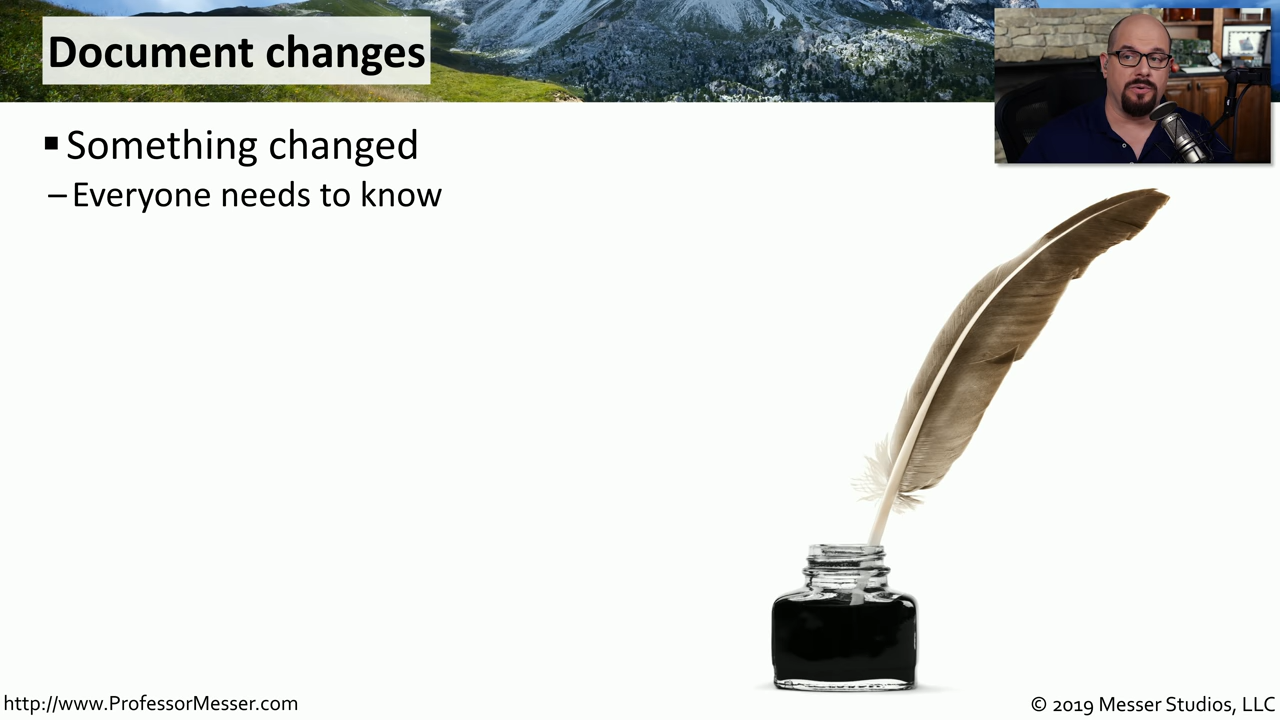 Document changes
▪ Something changed
– Everyone needs to know
http://www.ProfessorMesser.com
© 2019 Messer Studios, LLC